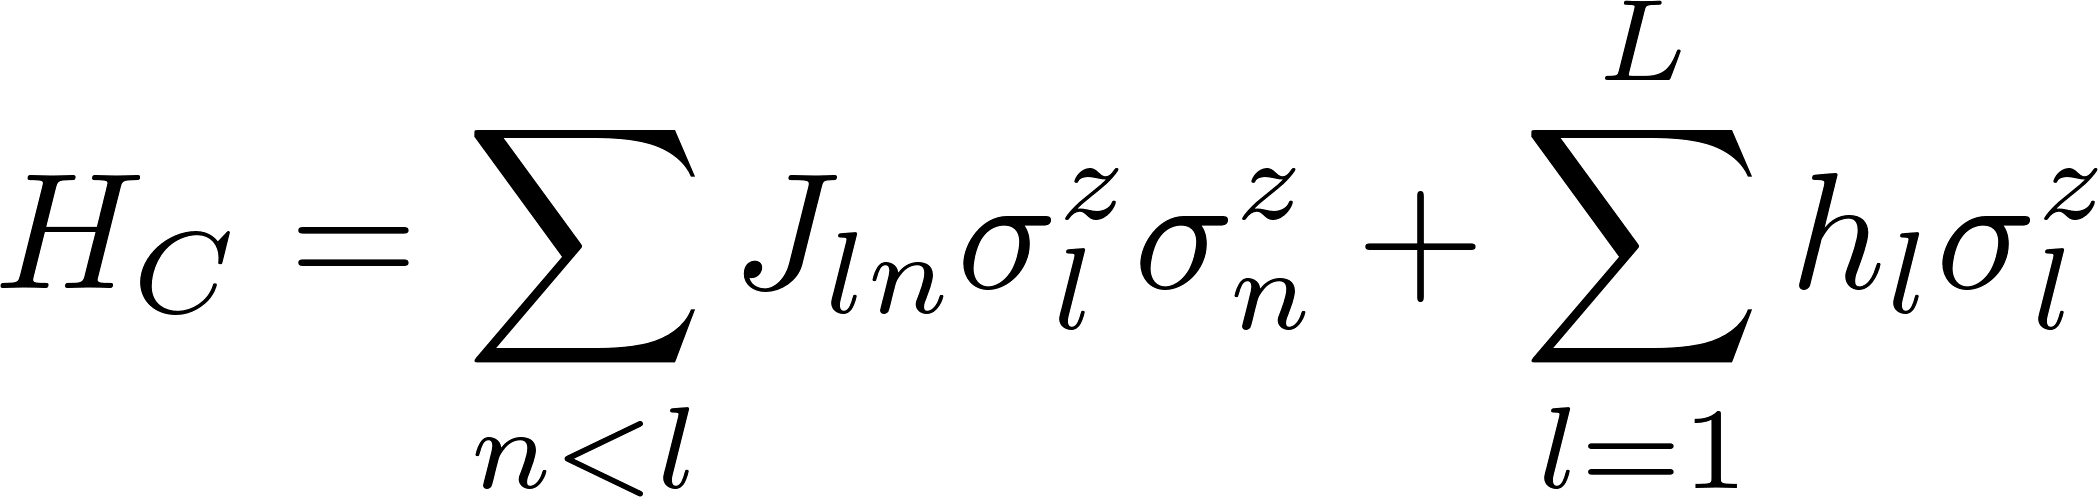 $H_C = \sum_{n<l} J_{ln} \sigma_l^z \sigma_n^z + \sum_{l=1}^{L} h_l \sigma_l^z$